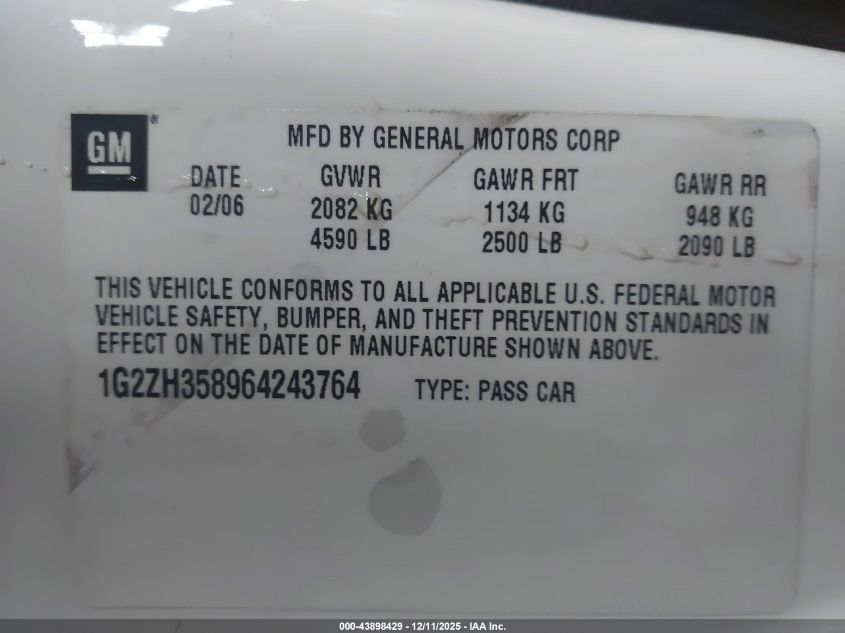 GM®
MFD BY GENERAL MOTORS CORP
DATE GVWR GAWR FRT GAWR RR
02/06 2082 KG 1134 KG 948 KG
4590 LB 2500 LB 2090 LB
THIS VEHICLE CONFORMS TO ALL APPLICABLE U.S. FEDERAL MOTOR
VEHICLE SAFETY, BUMPER, AND THEFT PREVENTION STANDARDS IN
EFFECT ON THE DATE OF MANUFACTURE SHOWN ABOVE.
1G2ZH358964243764 TYPE: PASS CAR
000-43898429 - 12/11/2025 - IAA Inc.